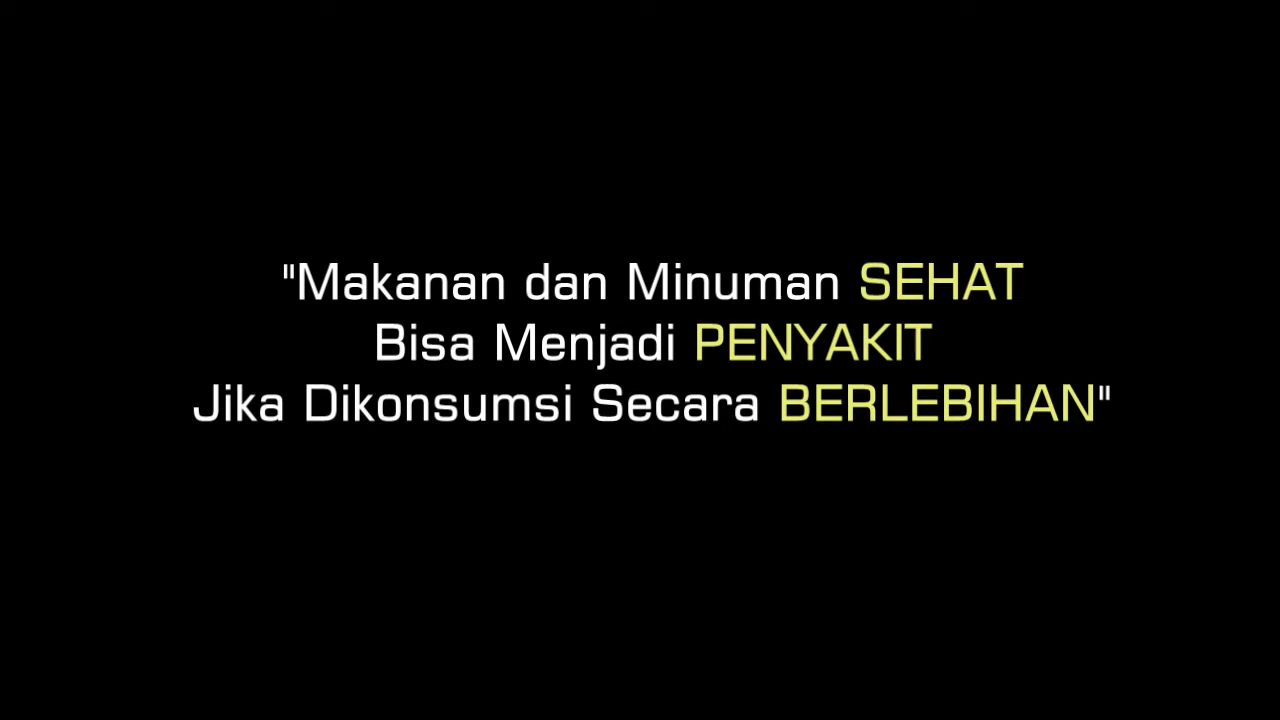 "Makanan dan Minuman SEHAT
Bisa Menjadi PENYAKIT
Jika Dikonsumsi Secara BERLEBIHAN"